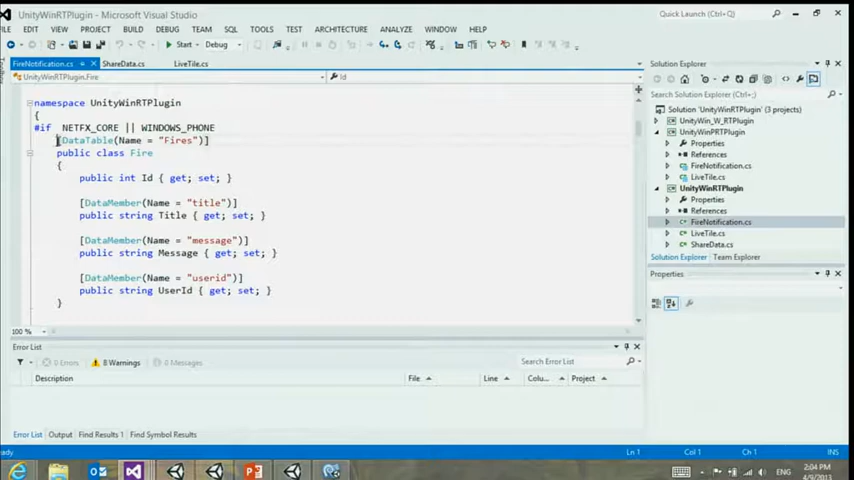 UnityWinRTPlugin - Microsoft Visual Studio
Quick Launch (Ctrl+Q)
EDIT VIEW PROJECT BUILD DEBUG TEAM SQL TOOLS TEST ARCHITECTURE ANALYZE WINDOW HELP
Start Debug
FireNotification.cs ShareData.cs LiveTile.cs
Solution Explorer
UnityWinRTPlugin.Fire Id
Search Solution Explorer (Ctrl+;)
namespace UnityWinRTPlugin
{
#if NETFX_CORE || WINDOWS_PHONE
[DataTable(Name = "Fires")]
public class Fire
{
public int Id { get; set; }
[DataMember(Name = "title")]
public string Title { get; set; }
[DataMember(Name = "message")]
public string Message { get; set; }
[DataMember(Name = "userid")]
public string UserId { get; set; }
}
100 %
Solution 'UnityWinRTPlugin' (3 projects)
UnityWin_W_RTPlugin
UnityWinPRTPlugin
Properties
References
FireNotification.cs
LiveTile.cs
UnityWinRTPlugin
Properties
References
FireNotification.cs
LiveTile.cs
ShareData.cs
Solution Explorer Team Explorer
Properties
Error List
0 Errors 8 Warnings 0 Messages
Search Error List
Description File Line Colu... Project
Error List Output Find Results 1 Find Symbol Results
Ln 1 Col 1 Ch 1 INS
ENG
2:04 PM
4/9/2013